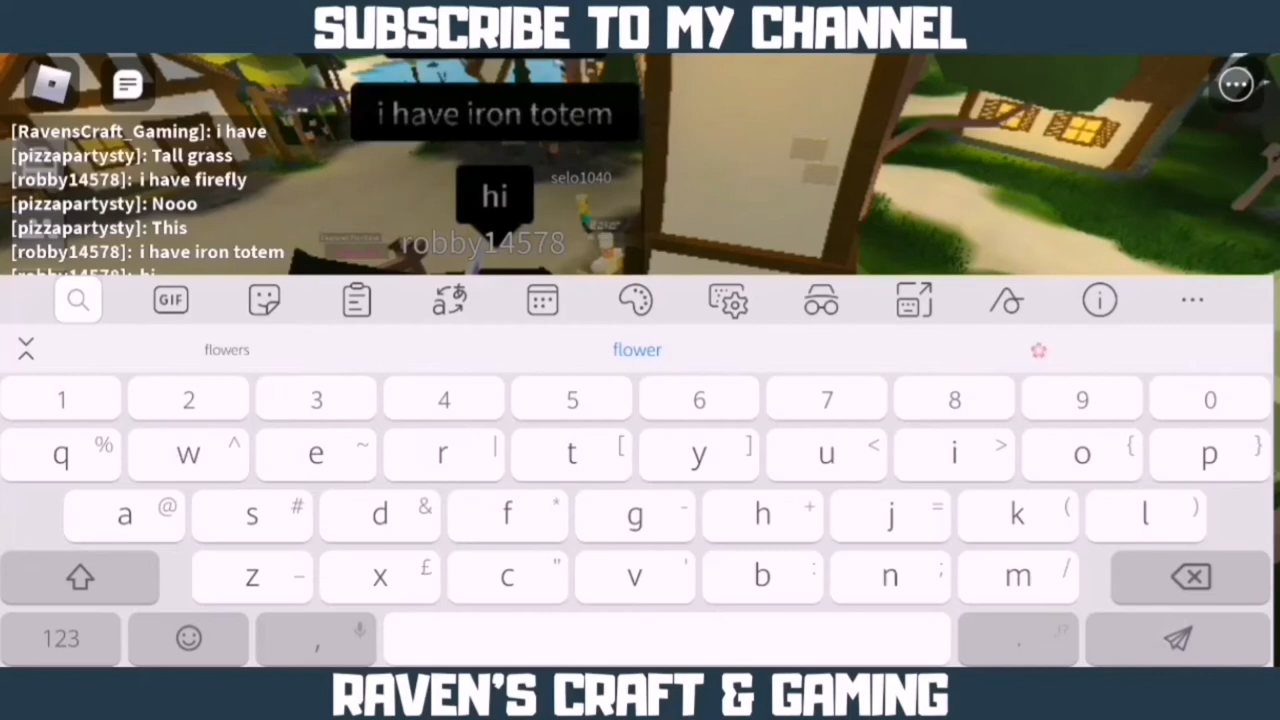 SUBSCRIBE TO MY CHANNEL
[RavensCraft_Gaming]: i have
[pizzapartysty]: Tall grass
[robby14578]: i have firefly
[pizzapartysty]: Nooo
[pizzapartysty]: This
[robby14578]: i have iron totem
i have iron totem
hi
selo1040
robby14578
GIF
flowers
flower
🌸
1 2 3 4 5 6 7 8 9 0
q % w ^ e ~ r | t [ y ] u < i > o { p }
a @ s # d & f * g - h + j = k ( l )
z _ x £ c " v ' b : n ; m /
123 , . !?
RAVEN'S CRAFT & GAMING